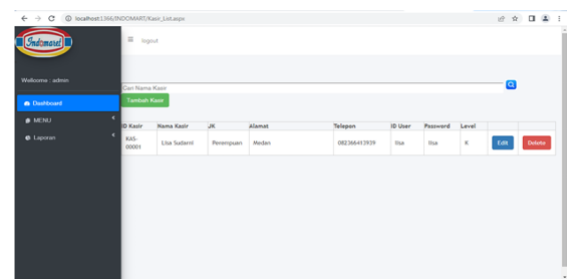 localhost:1366/INDOMART/Kasir_List.aspx
Indomaret
logout
Wellcome : admin
Cari Nama Kasir
Tambah Kasir
Dashboard
MENU
Laporan
ID Kasir Nama Kasir JK Alamat Telepon ID User Password Level
KAS-00001 Lisa Sudarni Perempuan Medan 082366413939 lisa lisa K Edit Delete